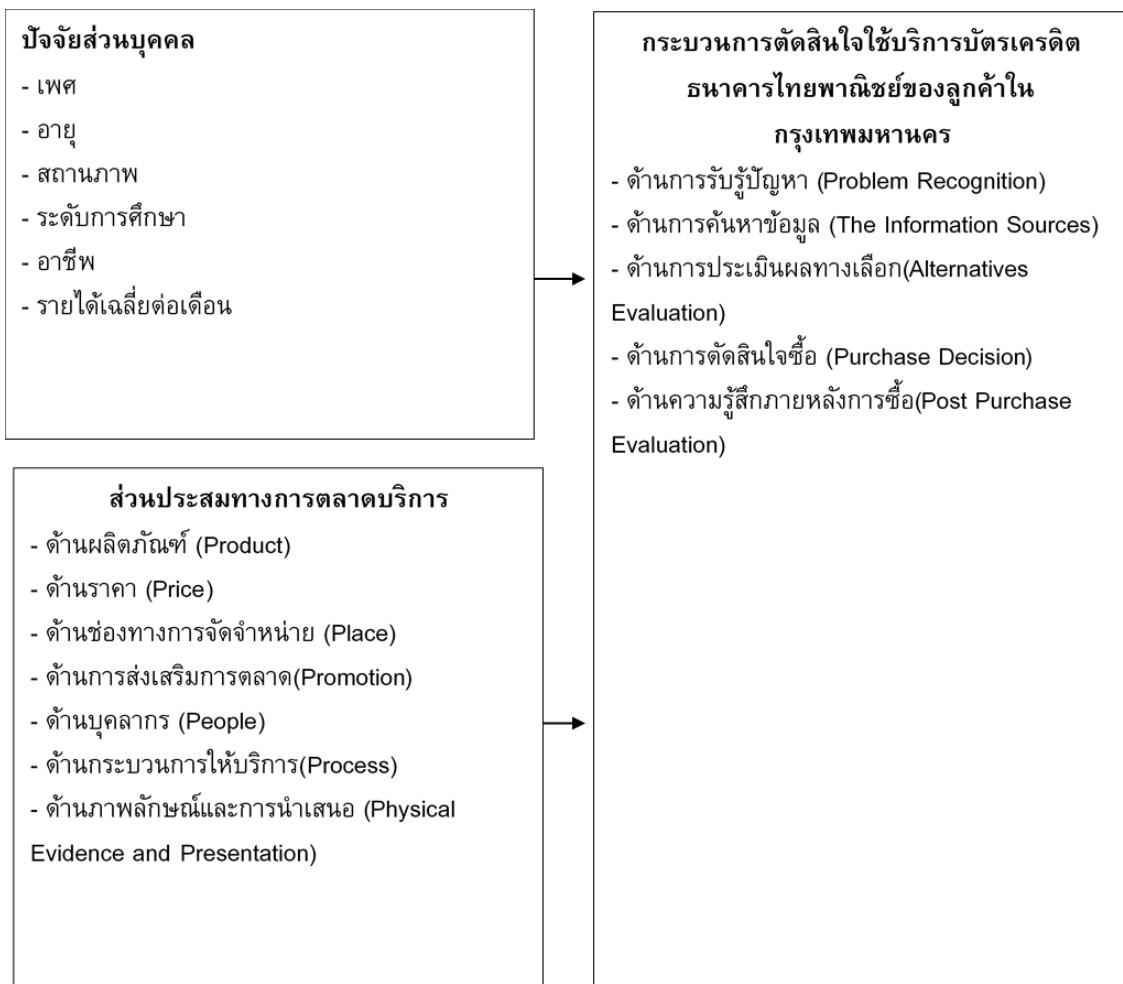 ปัจจัยส่วนบุคคล
- เพศ
- อายุ
- สถานภาพ
- ระดับการศึกษา
- อาชีพ
- รายได้เฉลี่ยต่อเดือน
ส่วนประสมทางการตลาดบริการ
- ด้านผลิตภัณฑ์ (Product)
- ด้านราคา (Price)
- ด้านช่องทางการจัดจำหน่าย (Place)
- ด้านการส่งเสริมการตลาด(Promotion)
- ด้านบุคลากร (People)
- ด้านกระบวนการให้บริการ(Process)
- ด้านภาพลักษณ์และการนำเสนอ (Physical
Evidence and Presentation)
กระบวนการตัดสินใจใช้บริการบัตรเครดิต
ธนาคารไทยพาณิชย์ของลูกค้าใน
กรุงเทพมหานคร
- ด้านการรับรู้ปัญหา (Problem Recognition)
- ด้านการค้นหาข้อมูล (The Information Sources)
- ด้านการประเมินผลทางเลือก(Alternatives
Evaluation)
- ด้านการตัดสินใจซื้อ (Purchase Decision)
- ด้านความรู้สึกภายหลังการซื้อ(Post Purchase
Evaluation)